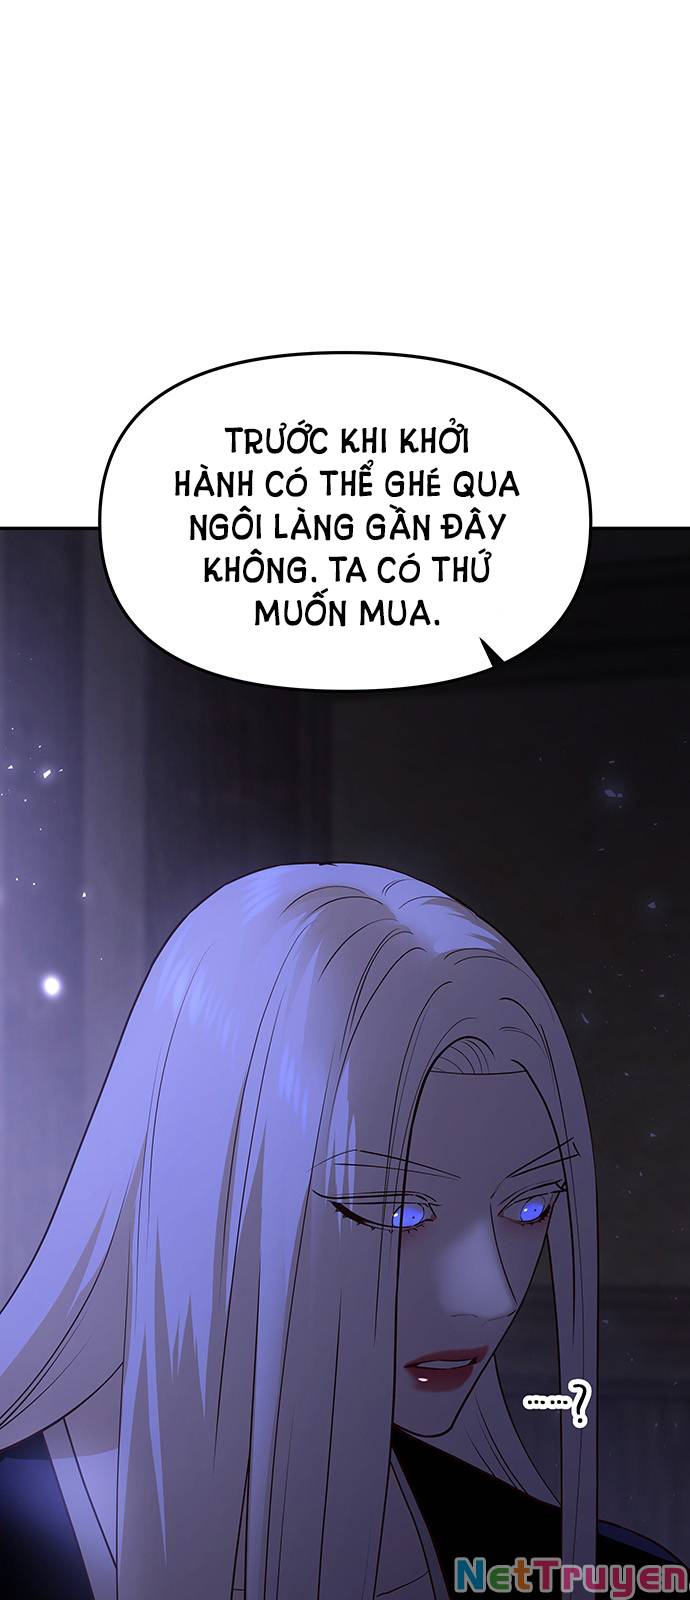 TRƯỚC KHI KHỞI
HÀNH CÓ THỂ GHÉ QUA
NGÔI LÀNG GẦN ĐÂY
KHÔNG. TA CÓ THỨ
MUỐN MUA.
......?
NetTruyen